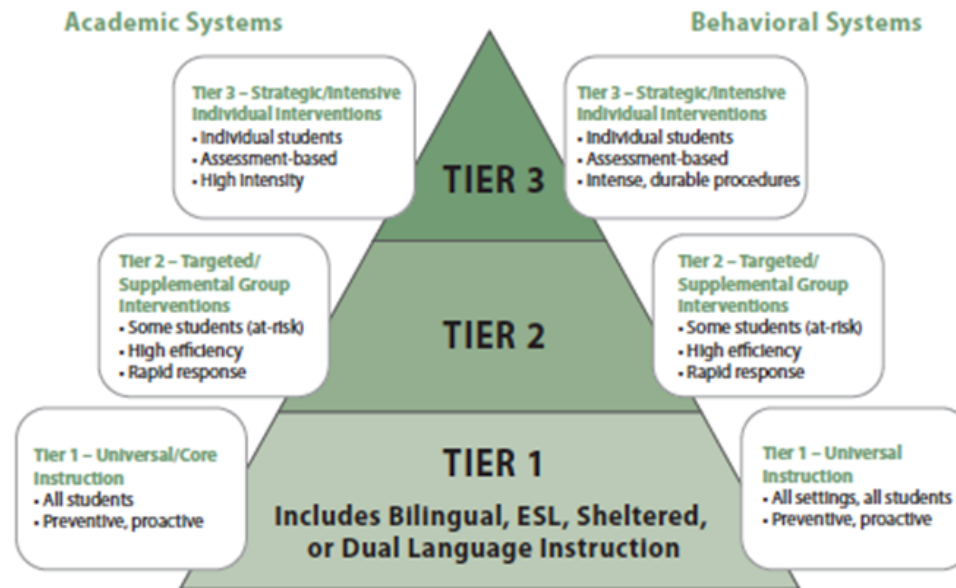 Academic Systems
Behavioral Systems
Tier 3 – Strategic/Intensive
Individual Interventions
• Individual students
• Assessment-based
• High Intensity
TIER 3
Tier 3 – Strategic/Intensive
Individual Interventions
• Individual students
• Assessment-based
• Intense, durable procedures
Tier 2 – Targeted/
Supplemental Group
Interventions
• Some students (at-risk)
• High efficiency
• Rapid response
TIER 2
Tier 2 – Targeted/
Supplemental Group
Interventions
• Some students (at-risk)
• High efficiency
• Rapid response
Tier 1 – Universal/Core
Instruction
• All students
• Preventive, proactive
TIER 1
Includes Bilingual, ESL, Sheltered,
or Dual Language Instruction
Tier 1 – Universal
Instruction
• All settings, all students
• Preventive, proactive